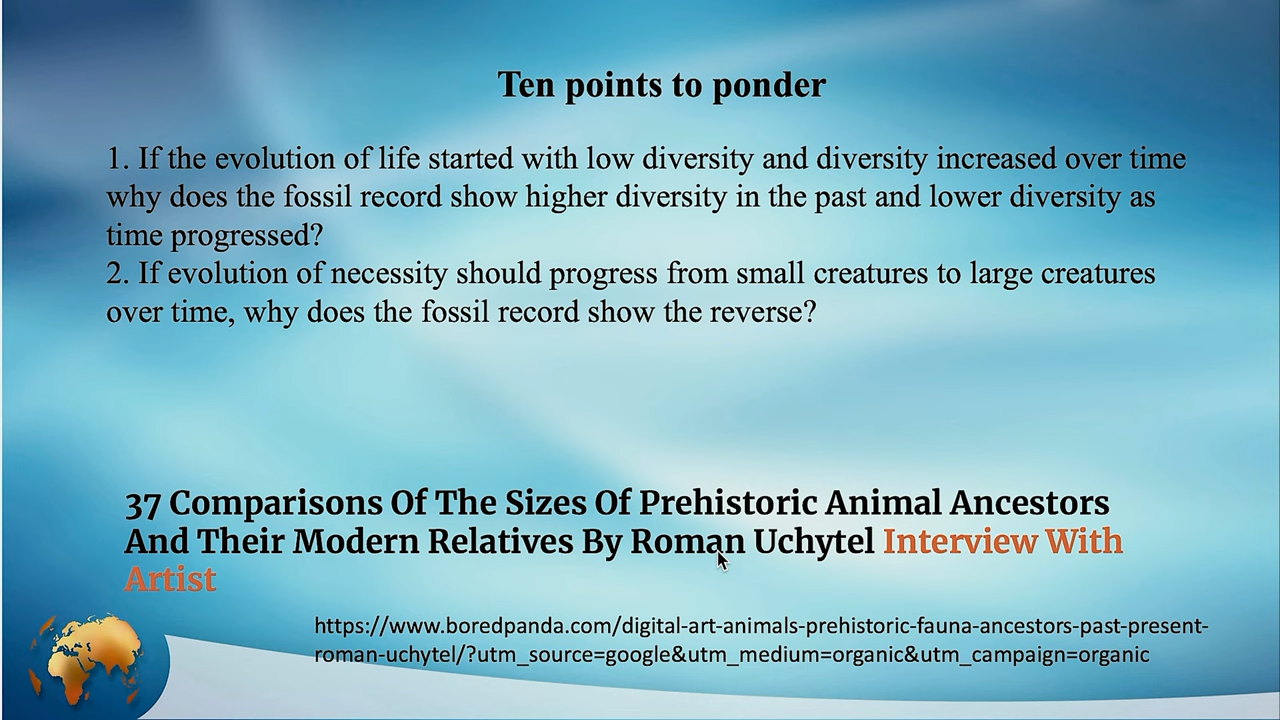 Ten points to ponder
1. If the evolution of life started with low diversity and diversity increased over time
why does the fossil record show higher diversity in the past and lower diversity as
time progressed?
2. If evolution of necessity should progress from small creatures to large creatures
over time, why does the fossil record show the reverse?
37 Comparisons Of The Sizes Of Prehistoric Animal Ancestors
And Their Modern Relatives By Roman Uchytel Interview With
Artist
https://www.boredpanda.com/digital-art-animals-prehistoric-fauna-ancestors-past-present-
roman-uchytel/?utm_source=google&utm_medium=organic&utm_campaign=organic